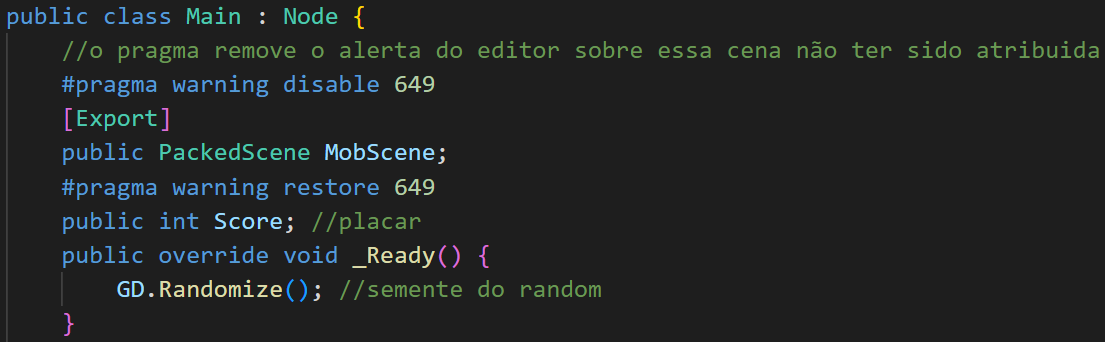 public class Main : Node {
//o pragma remove o alerta do editor sobre essa cena não ter sido atribuida
#pragma warning disable 649
[Export]
public PackedScene MobScene;
#pragma warning restore 649
public int Score; //placar
public override void _Ready() {
GD.Randomize(); //semente do random
}